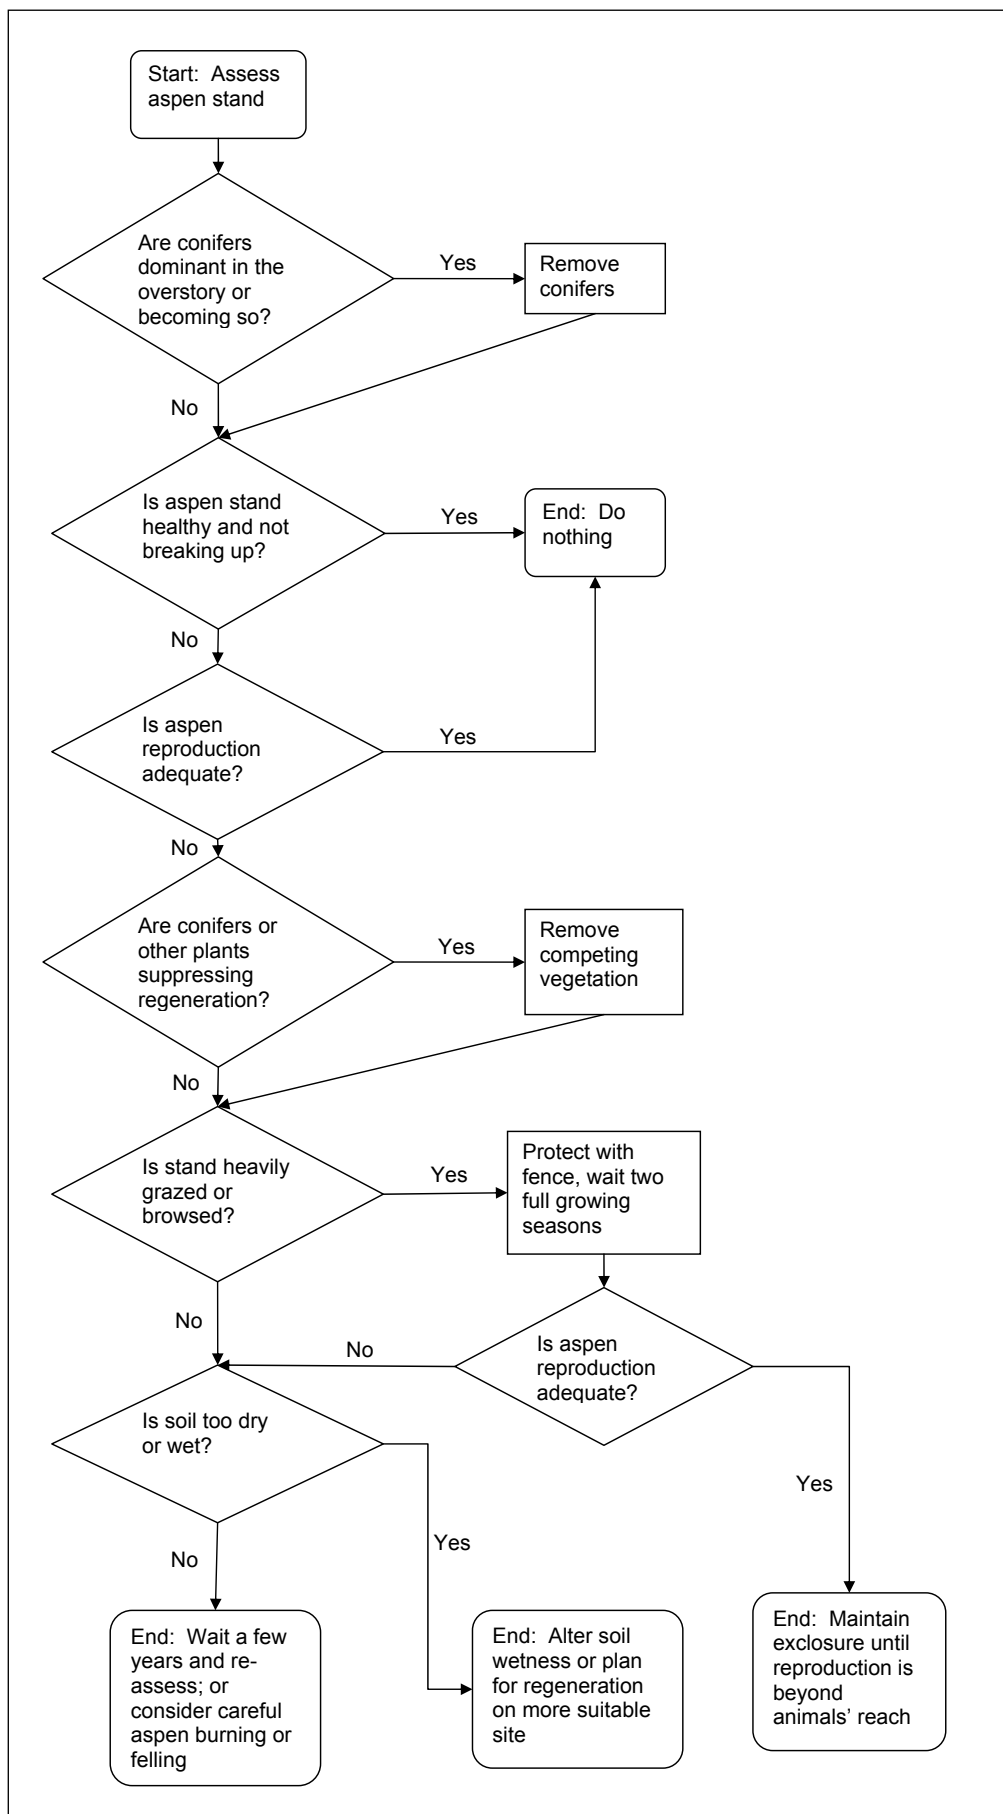 Start:  Assess
aspen stand
Are conifers
dominant in the
overstory or
becoming so?
Yes
Remove
conifers
No
Is aspen stand
healthy and not
breaking up?
Yes
End:  Do
nothing
No
Is aspen
reproduction
adequate?
Yes
No
Are conifers or
other plants
suppressing
regeneration?
Yes
Remove
competing
vegetation
No
Is stand heavily
grazed or
browsed?
Yes
Protect with
fence, wait two
full growing
seasons
No
No
Is aspen
reproduction
adequate?
Is soil too dry
or wet?
Yes
Yes
No
End:  Wait a few
years and re-
assess; or
consider careful
aspen burning or
felling
End:  Alter soil
wetness or plan
for regeneration
on more suitable
site
End:  Maintain
exclosure until
reproduction is
beyond
animals’ reach